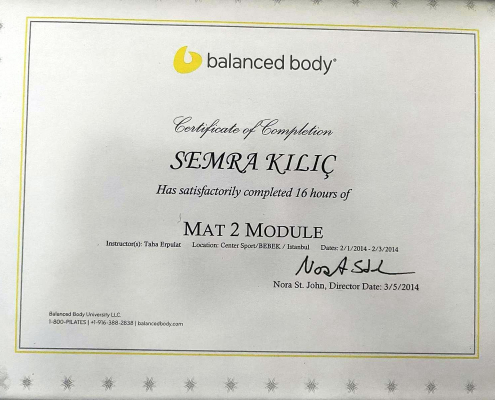 balanced body®
Certificate of Completion
SEMRA KILIÇ
Has satisfactorily completed 16 hours of
MAT 2 MODULE
Instructor(s): Taba Erpulat Location: Center Sport/BEBEK / Istanbul Dates: 2/1/2014 - 2/3/2014
Nora St. John, Director Date: 3/5/2014
Balanced Body University LLC.
1-800-PILATES | +1-916-388-2838 | balancedbody.com